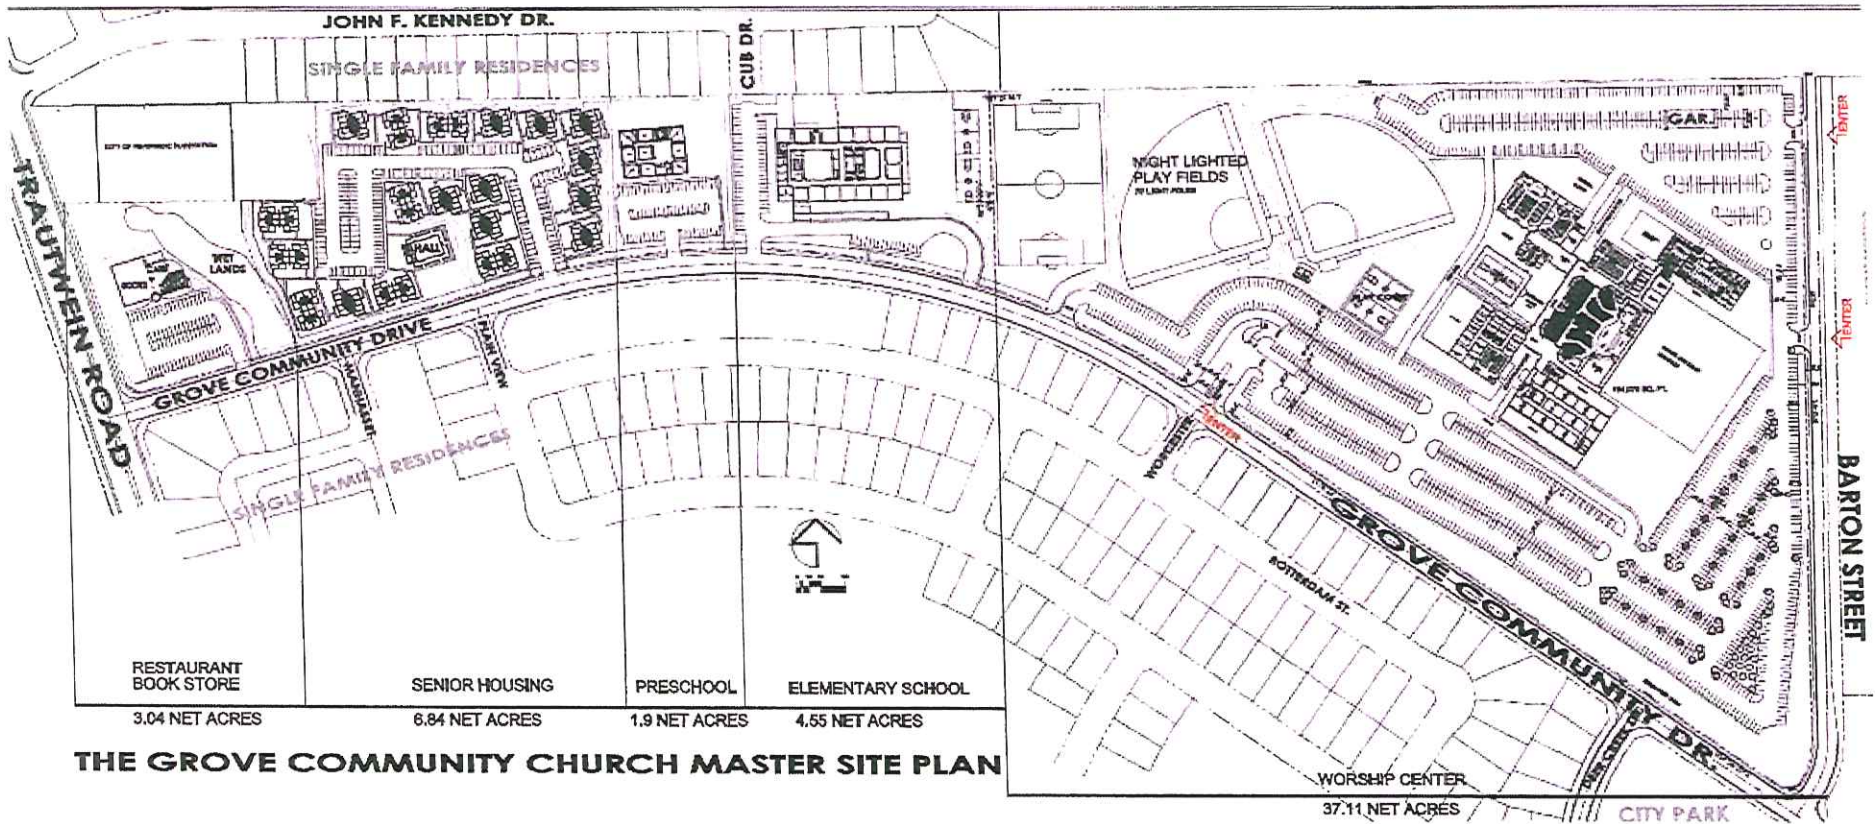 JOHN F. KENNEDY DR.
SINGLE FAMILY RESIDENCES
CUB DR.
ENTER
GAR.
NIGHT LIGHTED
PLAY FIELDS
TRAUTWEIN ROAD
WET
LANDS
HALL
ENTER
GROVE COMMUNITY DRIVE
SINGLE FAMILY RESIDENCES
ENTER
BARTON STREET
GROVE COMMUNITY DR.
ROTTERDAM ST.
RESTAURANT
BOOK STORE
SENIOR HOUSING
PRESCHOOL
ELEMENTARY SCHOOL
3.04 NET ACRES
6.84 NET ACRES
1.9 NET ACRES
4.55 NET ACRES
THE GROVE COMMUNITY CHURCH MASTER SITE PLAN
WORSHIP CENTER
37.11 NET ACRES
CITY PARK